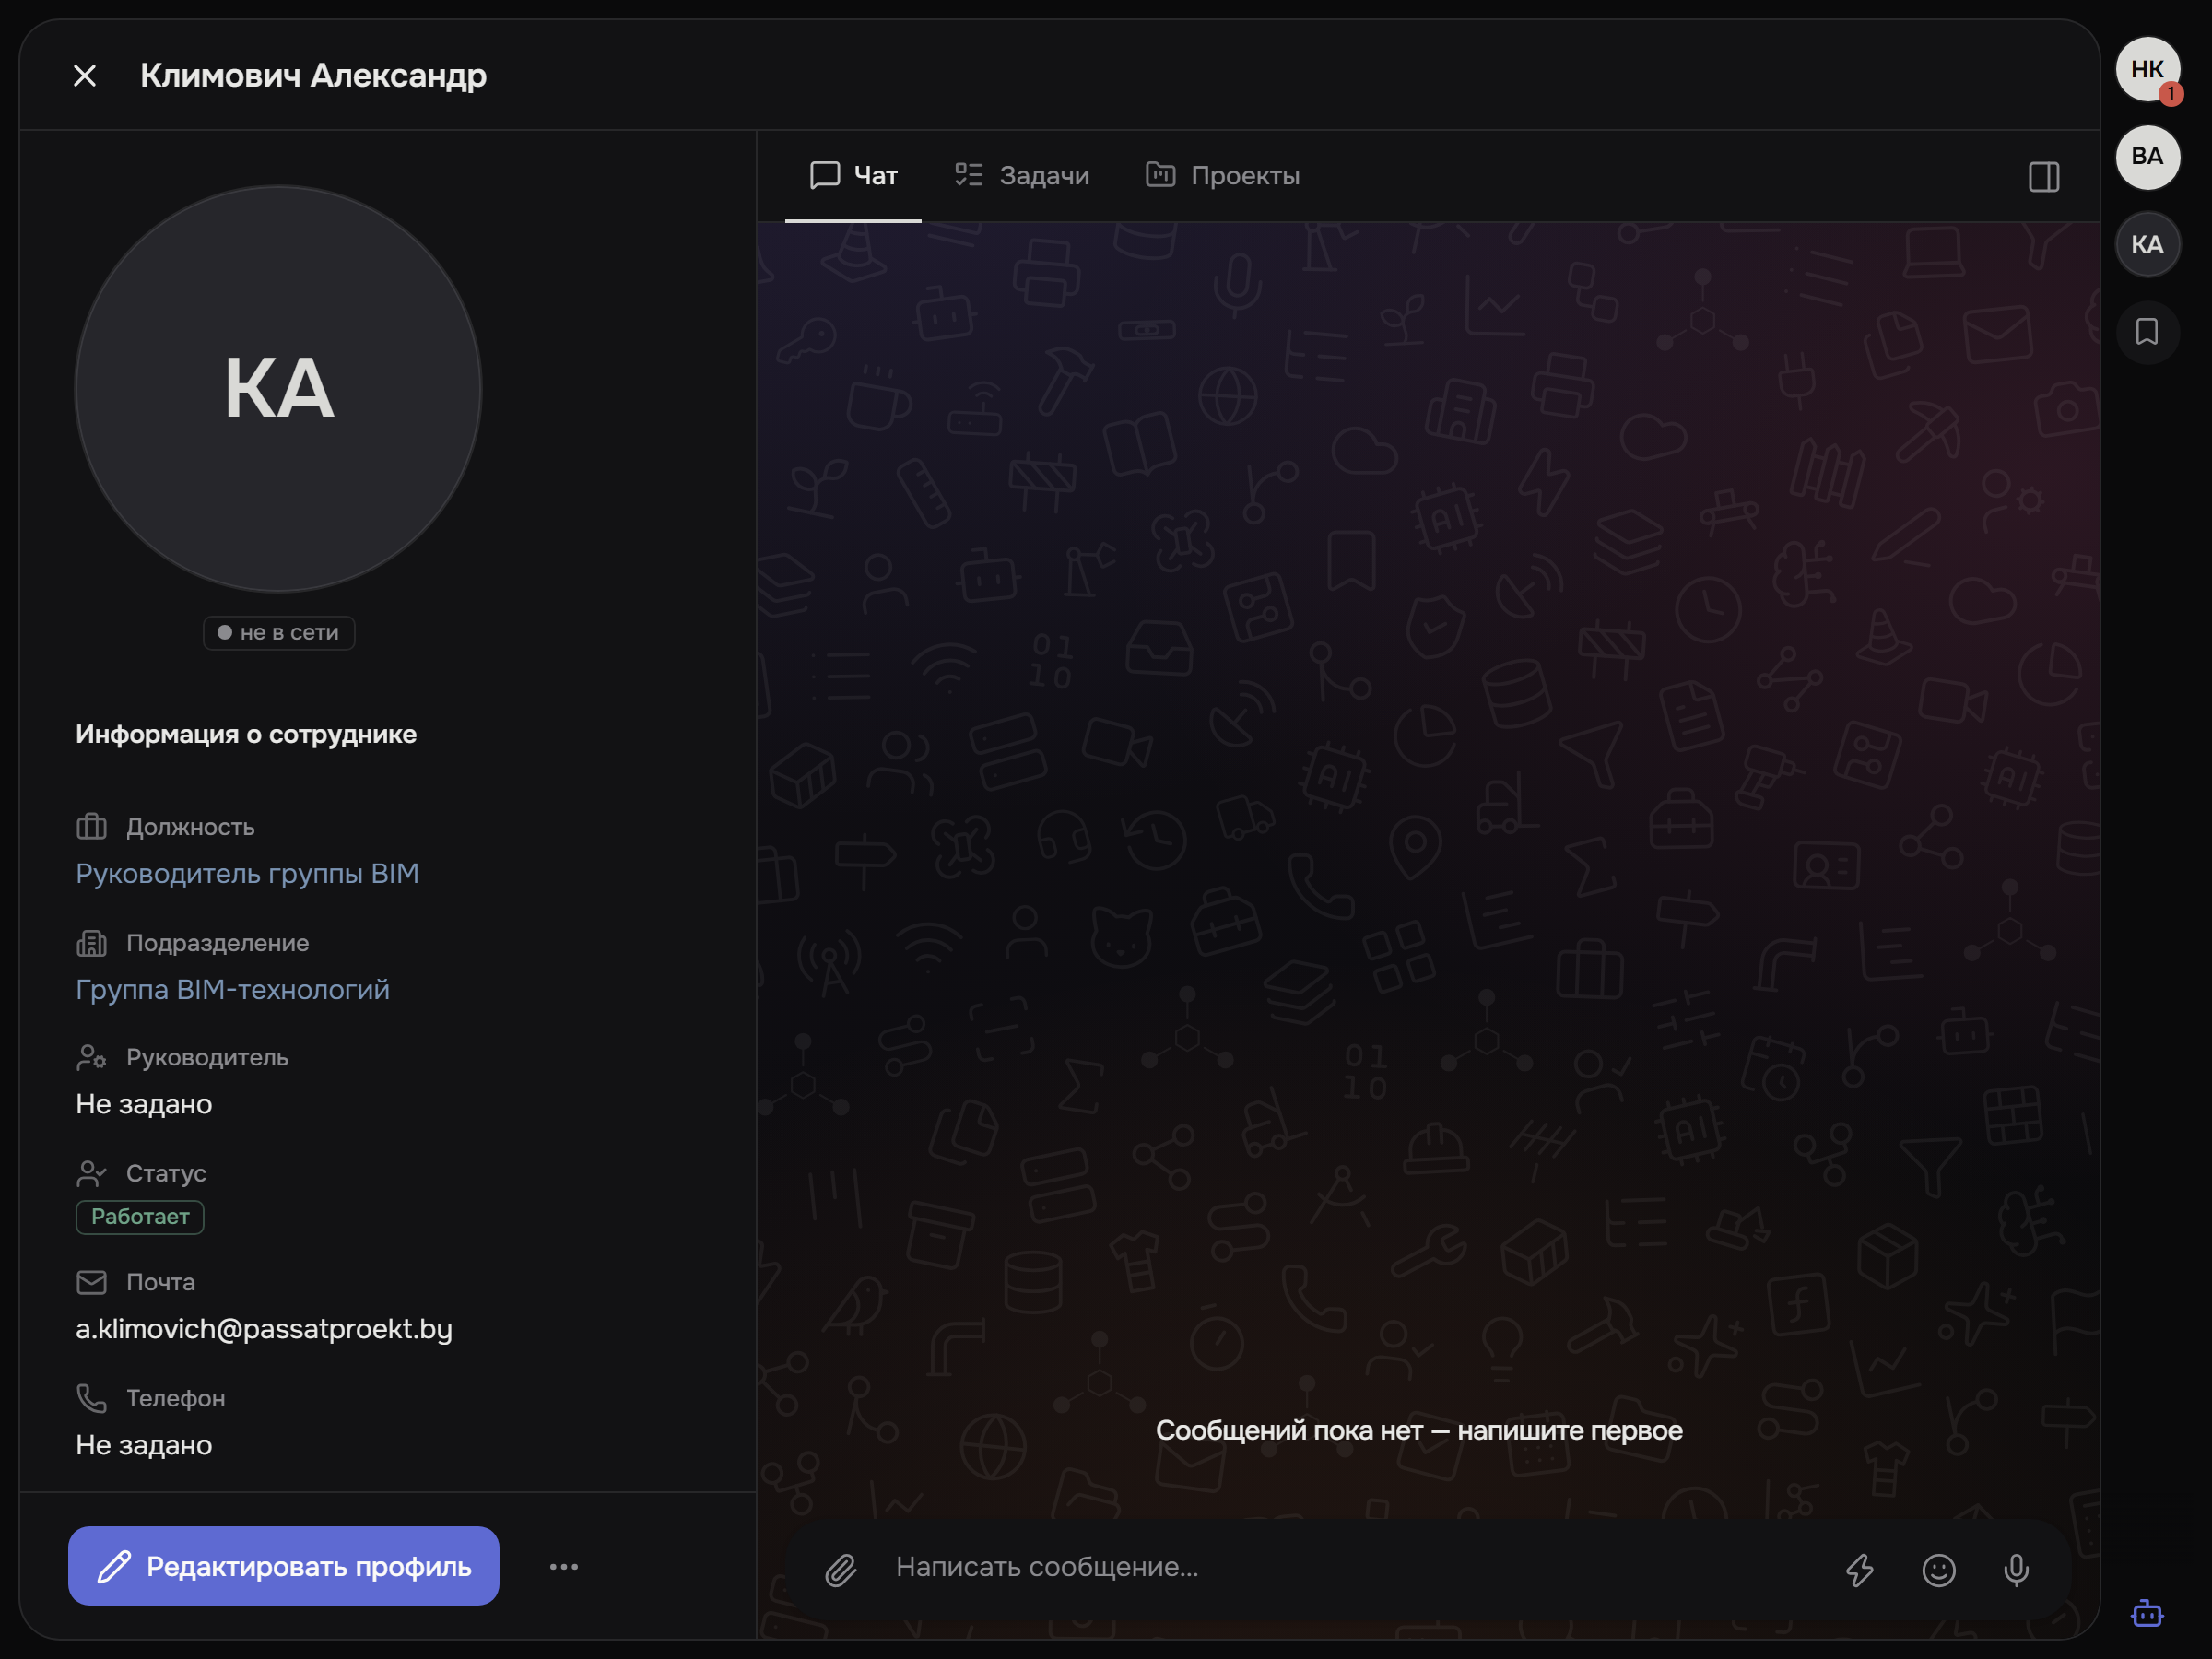 Климович Александр
НК
1
ВА
КА
Чат
Задачи
Проекты
КА
не в сети
Информация о сотруднике
Должность
Руководитель группы BIM
Подразделение
Группа BIM-технологий
Руководитель
Не задано
Статус
Работает
Почта
a.klimovich@passatproekt.by
Телефон
Не задано
Редактировать профиль
Сообщений пока нет — напишите первое
Написать сообщение...